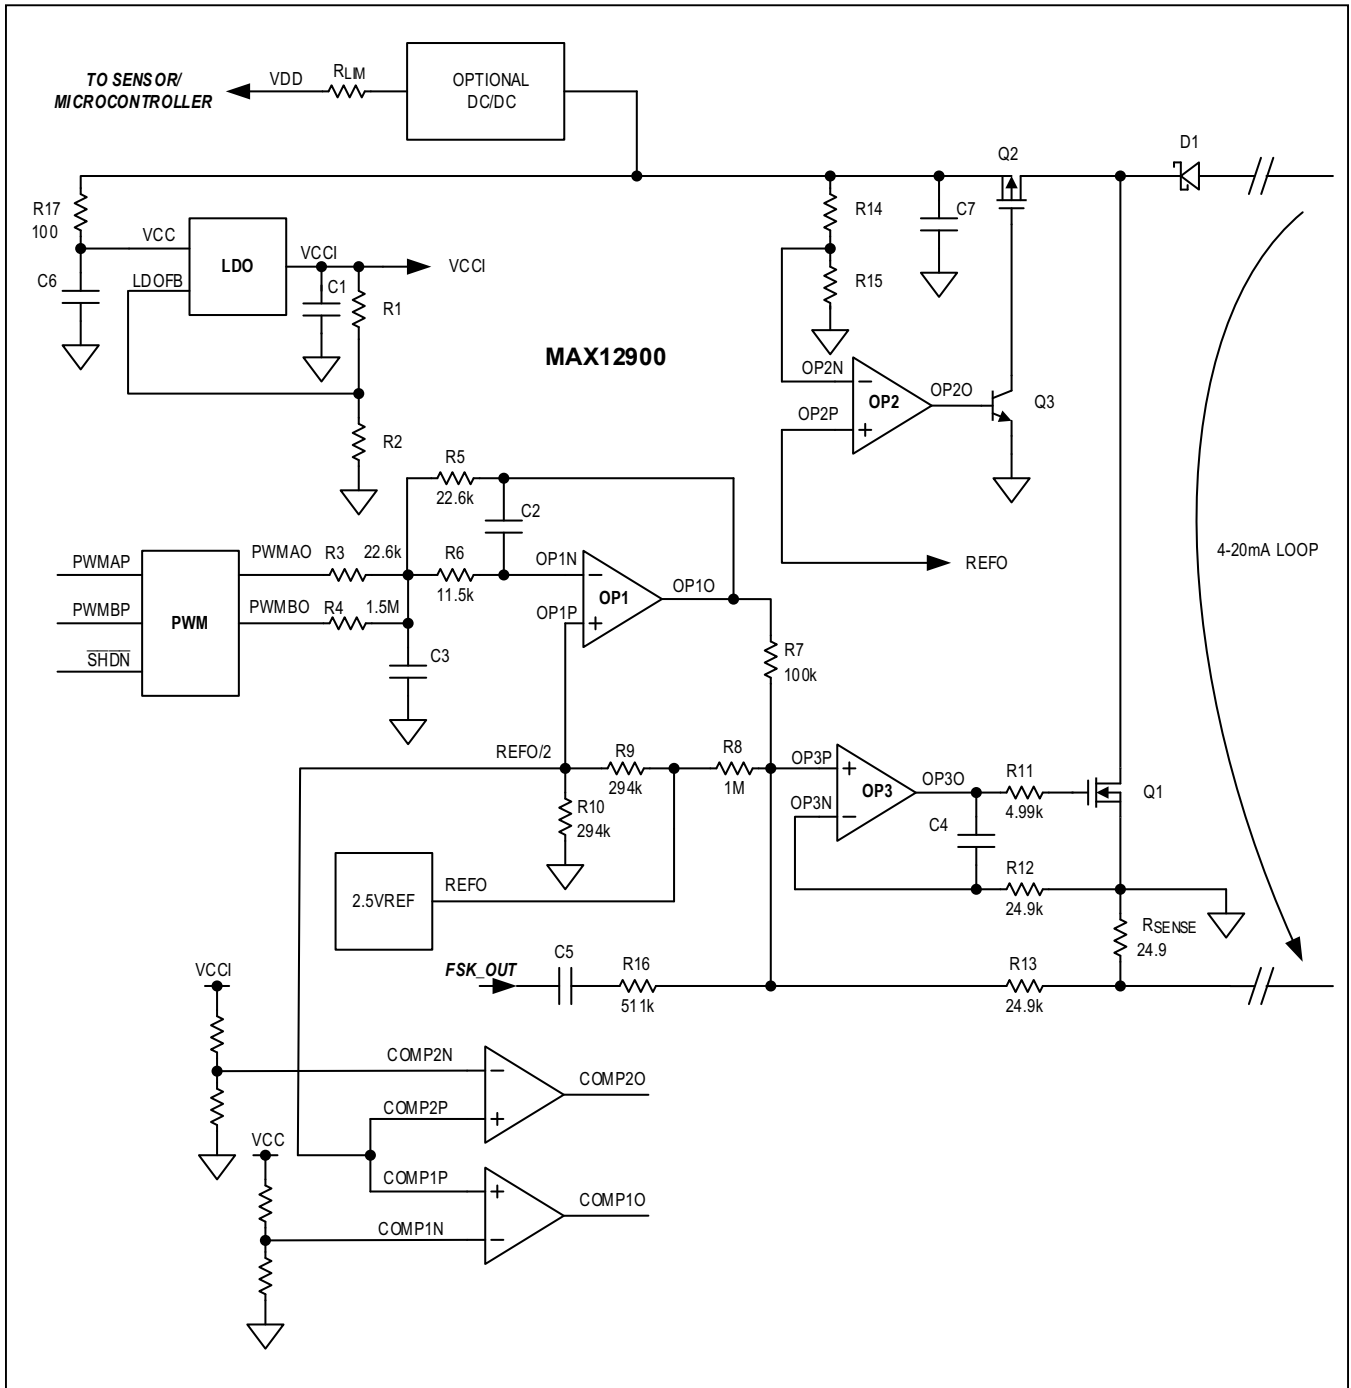 TO SENSOR/
MICROCONTROLLER
VDD
RLIM
OPTIONAL
DC/DC
D1
Q2
R17
100
VCC
LDO
VCCI
VCCI
LDOFB
C6
C1
R1
R2
R14
R15
C7
MAX12900
OP2N
OP2
OP2O
OP2P
Q3
REFO
4-20mA LOOP
R5
22.6k
C2
PWMAP
PWMBP
SHDN
PWM
PWMAO
R3
22.6k
PWMBO
R4
1.5M
R6
11.5k
OP1N
OP1
OP1O
OP1P
C3
R7
100k
REFO/2
R9
294k
R8
1M
R10
294k
OP3P
OP3
OP3O
OP3N
R11
4.99k
Q1
C4
R12
24.9k
RSENSE
24.9
2.5VREF
REFO
FSK_OUT
C5
R16
511k
R13
24.9k
VCCI
COMP2N
COMP2O
COMP2P
VCC
COMP1P
COMP1O
COMP1N